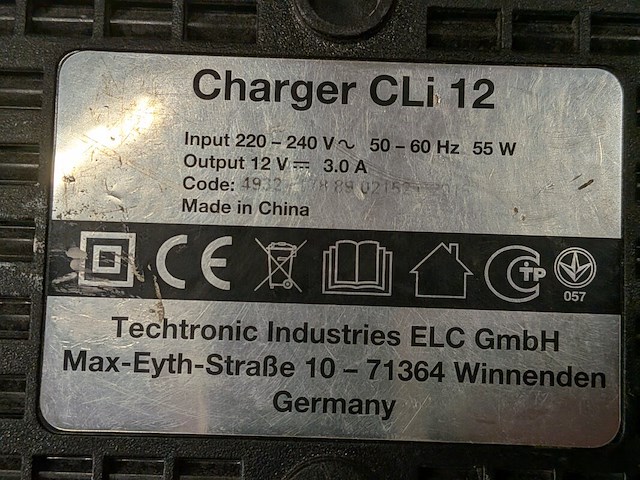 Charger CLi 12
Input 220 – 240 V~ 50 – 60 Hz 55 W
Output 12 V⎓ 3.0 A
Code:
Made in China
CE
TP
057
Techtronic Industries ELC GmbH
Max-Eyth-Straße 10 – 71364 Winnenden
Germany